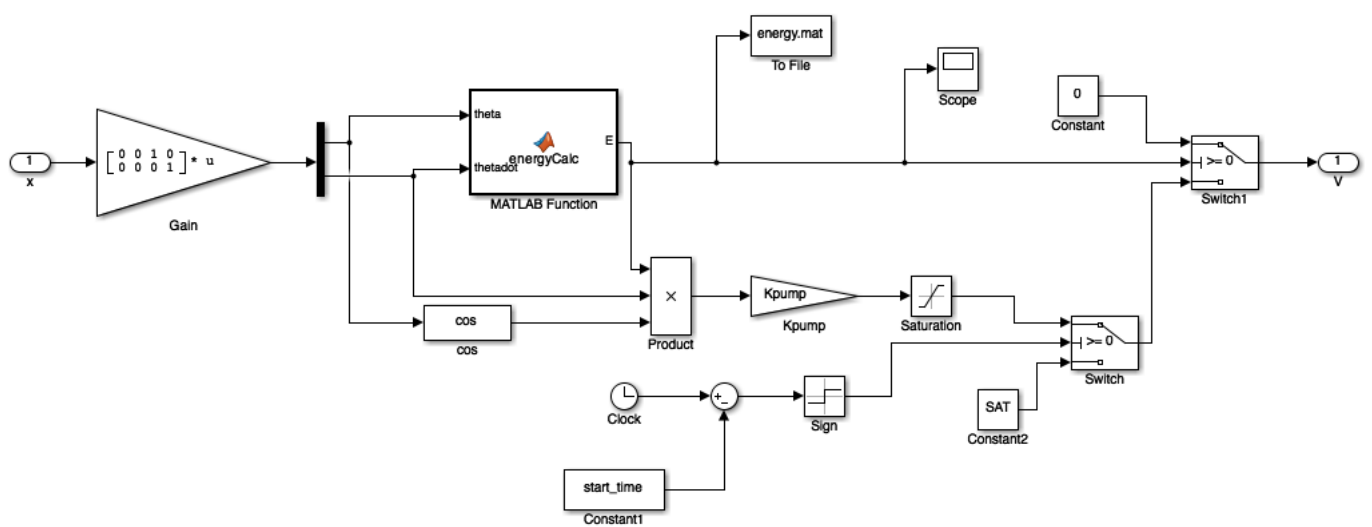 energy.mat
To File
Scope
0
Constant
theta
E
energyCalc
thetadot
MATLAB Function
1
x
0 0 1 0
0 0 0 1
* u
Gain
>= 0
Switch1
1
V
cos
cos
×
Product
Kpump
Kpump
Saturation
>= 0
Switch
Clock
+
-
Sign
SAT
Constant2
start_time
Constant1